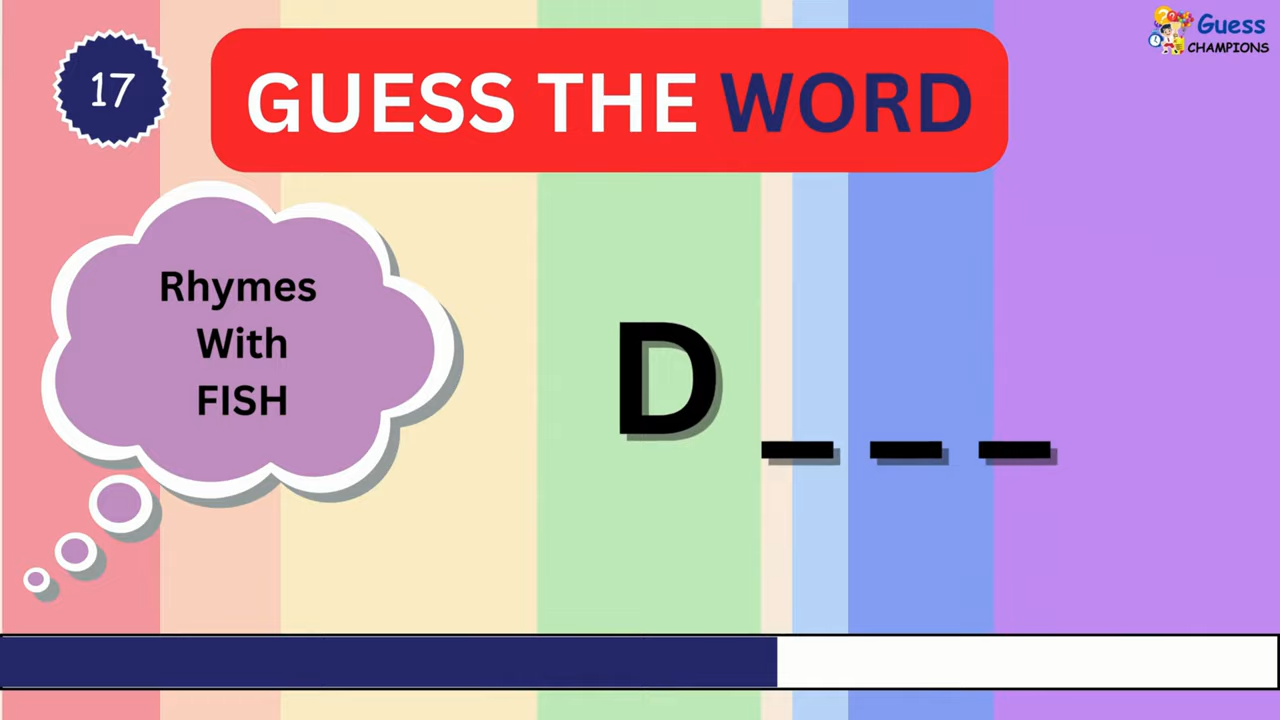 Guess
CHAMPIONS
17
GUESS THE WORD
Rhymes
With
FISH
D _ _ _